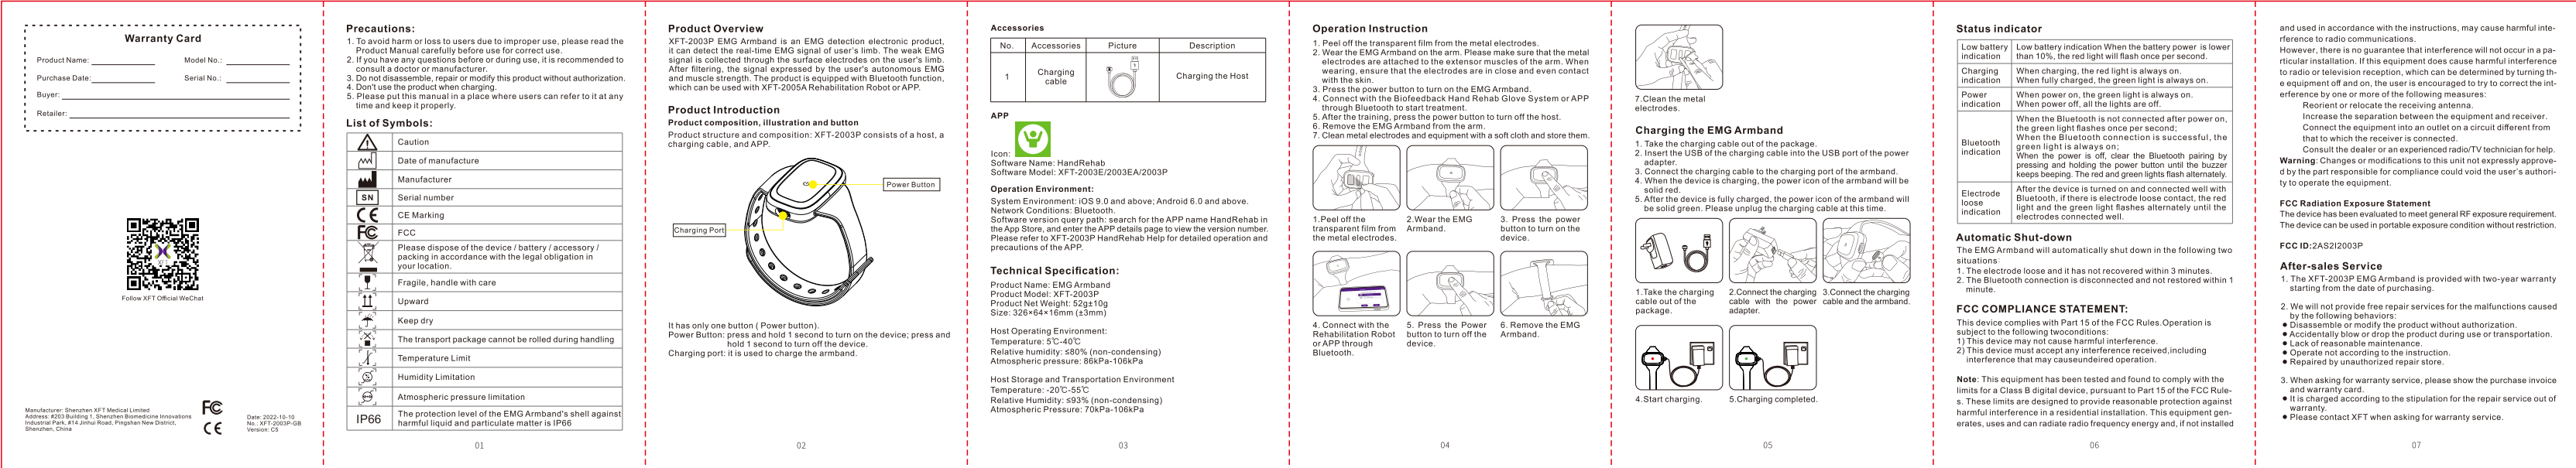 Warranty Card
Product Name:
Model No.:
Purchase Date:
Serial No.:
Buyer:
Retailer:
XFT
Follow XFT Official WeChat
Manufacturer: Shenzhen XFT Medical Limited
Address: #203 Building 1, Shenzhen Biomedicine Innovations
Industrial Park, #14 Jinhui Road, Pingshan New District,
Shenzhen, China
FC
CE
Date: 2022-10-10
No.: XFT-2003P-GB
Version: C5
Precautions:
1. To avoid harm or loss to users due to improper use, please read the
Product Manual carefully before use for correct use.
2. If you have any questions before or during use, it is recommended to
consult a doctor or manufacturer.
3. Do not disassemble, repair or modify this product without authorization.
4. Don't use the product when charging.
5. Please put this manual in a place where users can refer to it at any
time and keep it properly.
List of Symbols:
Caution
Date of manufacture
Manufacturer
SN Serial number
CE CE Marking
FC FCC
Please dispose of the device / battery / accessory /
packing in accordance with the legal obligation in
your location.
Fragile, handle with care
Upward
Keep dry
The transport package cannot be rolled during handling
Temperature Limit
Humidity Limitation
Atmospheric pressure limitation
IP66 The protection level of the EMG Armband's shell against
harmful liquid and particulate matter is IP66
01
Product Overview
XFT-2003P EMG Armband is an EMG detection electronic product,
it can detect the real-time EMG signal of user's limb. The weak EMG
signal is collected through the surface electrodes on the user's limb.
After filtering, the signal expressed by the user's autonomous EMG
and muscle strength. The product is equipped with Bluetooth function,
which can be used with XFT-2005A Rehabilitation Robot or APP.
Product Introduction
Product composition, illustration and button
Product structure and composition: XFT-2003P consists of a host, a
charging cable, and APP.
Power Button
Charging Port
It has only one button ( Power button).
Power Button: press and hold 1 second to turn on the device; press and
hold 1 second to turn off the device.
Charging port: it is used to charge the armband.
02
Accessories
No. Accessories Picture Description
1 Charging
cable
Charging the Host
APP
Icon:
Software Name: HandRehab
Software Model: XFT-2003E/2003EA/2003P
Operation Environment:
System Environment: iOS 9.0 and above; Android 6.0 and above.
Network Conditions: Bluetooth.
Software version query path: search for the APP name HandRehab in
the App Store, and enter the APP details page to view the version number.
Please refer to XFT-2003P HandRehab Help for detailed operation and
precautions of the APP.
Technical Specification:
Product Name: EMG Armband
Product Model: XFT-2003P
Product Net Weight: 52g±10g
Size: 326×64×16mm (±3mm)
Host Operating Environment:
Temperature: 5℃-40℃
Relative humidity: ≤80% (non-condensing)
Atmospheric pressure: 86kPa-106kPa
Host Storage and Transportation Environment
Temperature: -20℃-55℃
Relative Humidity: ≤93% (non-condensing)
Atmospheric Pressure: 70kPa-106kPa
03
Operation Instruction
1. Peel off the transparent film from the metal electrodes.
2. Wear the EMG Armband on the arm. Please make sure that the metal
electrodes are attached to the extensor muscles of the arm. When
wearing, ensure that the electrodes are in close and even contact
with the skin.
3. Press the power button to turn on the EMG Armband.
4. Connect with the Biofeedback Hand Rehab Glove System or APP
through Bluetooth to start treatment.
5. After the training, press the power button to turn off the host.
6. Remove the EMG Armband from the arm.
7. Clean metal electrodes and equipment with a soft cloth and store them.
1.Peel off the
transparent film from
the metal electrodes.
2.Wear the EMG
Armband.
3. Press the power
button to turn on the
device.
4. Connect with the
Rehabilitation Robot
or APP through
Bluetooth.
5. Press the Power
button to turn off the
device.
6. Remove the EMG
Armband.
04
7.Clean the metal
electrodes.
Charging the EMG Armband
1. Take the charging cable out of the package.
2. Insert the USB of the charging cable into the USB port of the power
adapter.
3. Connect the charging cable to the charging port of the armband.
4. When the device is charging, the power icon of the armband will be
solid red.
5. After the device is fully charged, the power icon of the armband will
be solid green. Please unplug the charging cable at this time.
1.Take the charging
cable out of the
package.
2.Connect the charging
cable with the power
adapter.
3.Connect the charging
cable and the armband.
4.Start charging.
5.Charging completed.
05
Status indicator
Low battery
indication
Low battery indication When the battery power is lower
than 10%, the red light will flash once per second.
Charging
indication
When charging, the red light is always on.
When fully charged, the green light is always on.
Power
indication
When power on, the green light is always on.
When power off, all the lights are off.
Bluetooth
indication
When the Bluetooth is not connected after power on,
the green light flashes once per second;
When the Bluetooth connection is successful, the
green light is always on;
When the power is off, clear the Bluetooth pairing by
pressing and holding the power button until the buzzer
keeps beeping. The red and green lights flash alternately.
Electrode
loose
indication
After the device is turned on and connected well with
Bluetooth, if there is electrode loose contact, the red
light and the green light flashes alternately until the
electrodes connected well.
Automatic Shut-down
The EMG Armband will automatically shut down in the following two
situations:
1. The electrode loose and it has not recovered within 3 minutes.
2. The Bluetooth connection is disconnected and not restored within 1
minute.
FCC COMPLIANCE STATEMENT:
This device complies with Part 15 of the FCC Rules.Operation is
subject to the following twoconditions:
1) This device may not cause harmful interference.
2) This device must accept any interference received,including
interference that may causeundeired operation.
Note: This equipment has been tested and found to comply with the
limits for a Class B digital device, pursuant to Part 15 of the FCC Rule-
s. These limits are designed to provide reasonable protection against
harmful interference in a residential installation. This equipment gen-
erates, uses and can radiate radio frequency energy and, if not installed
06
and used in accordance with the instructions, may cause harmful inte-
rference to radio communications.
However, there is no guarantee that interference will not occur in a pa-
rticular installation. If this equipment does cause harmful interference
to radio or television reception, which can be determined by turning th-
e equipment off and on, the user is encouraged to try to correct the int-
erference by one or more of the following measures:
Reorient or relocate the receiving antenna.
Increase the separation between the equipment and receiver.
Connect the equipment into an outlet on a circuit different from
that to which the receiver is connected.
Consult the dealer or an experienced radio/TV technician for help.
Warning: Changes or modifications to this unit not expressly approve-
d by the part responsible for compliance could void the user's authori-
ty to operate the equipment.
FCC Radiation Exposure Statement
The device has been evaluated to meet general RF exposure requirement.
The device can be used in portable exposure condition without restriction.
FCC ID:2AS2I2003P
After-sales Service
1. The XFT-2003P EMG Armband is provided with two-year warranty
starting from the date of purchasing.
2. We will not provide free repair services for the malfunctions caused
by the following behaviors:
● Disassemble or modify the product without authorization.
● Accidentally blow or drop the product during use or transportation.
● Lack of reasonable maintenance.
● Operate not according to the instruction.
● Repaired by unauthorized repair store.
3. When asking for warranty service, please show the purchase invoice
and warranty card.
● It is charged according to the stipulation for the repair service out of
warranty.
● Please contact XFT when asking for warranty service.
07